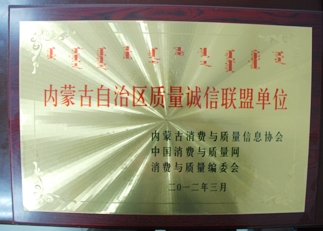 内蒙古自治区质量诚信联盟单位
内蒙古消费与质量信息协会
中国消费与质量网
消费与质量编委会
二〇一二年三月